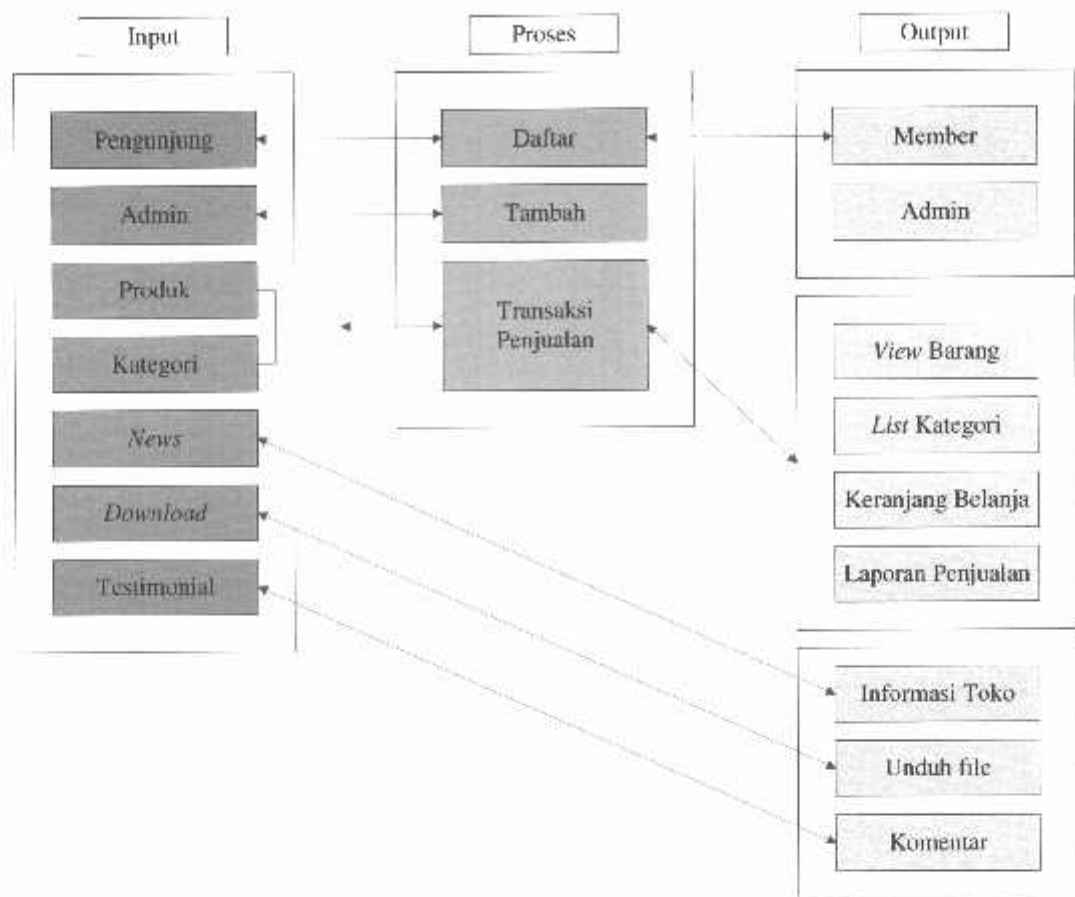 Input
Proses
Output
Pengunjung
Admin
Produk
Kategori
News
Download
Testimonial
Daftar
Tambah
Transaksi
Penjualan
Member
Admin
View Barang
List Kategori
Keranjang Belanja
Laporan Penjualan
Informasi Toko
Unduh file
Komentar